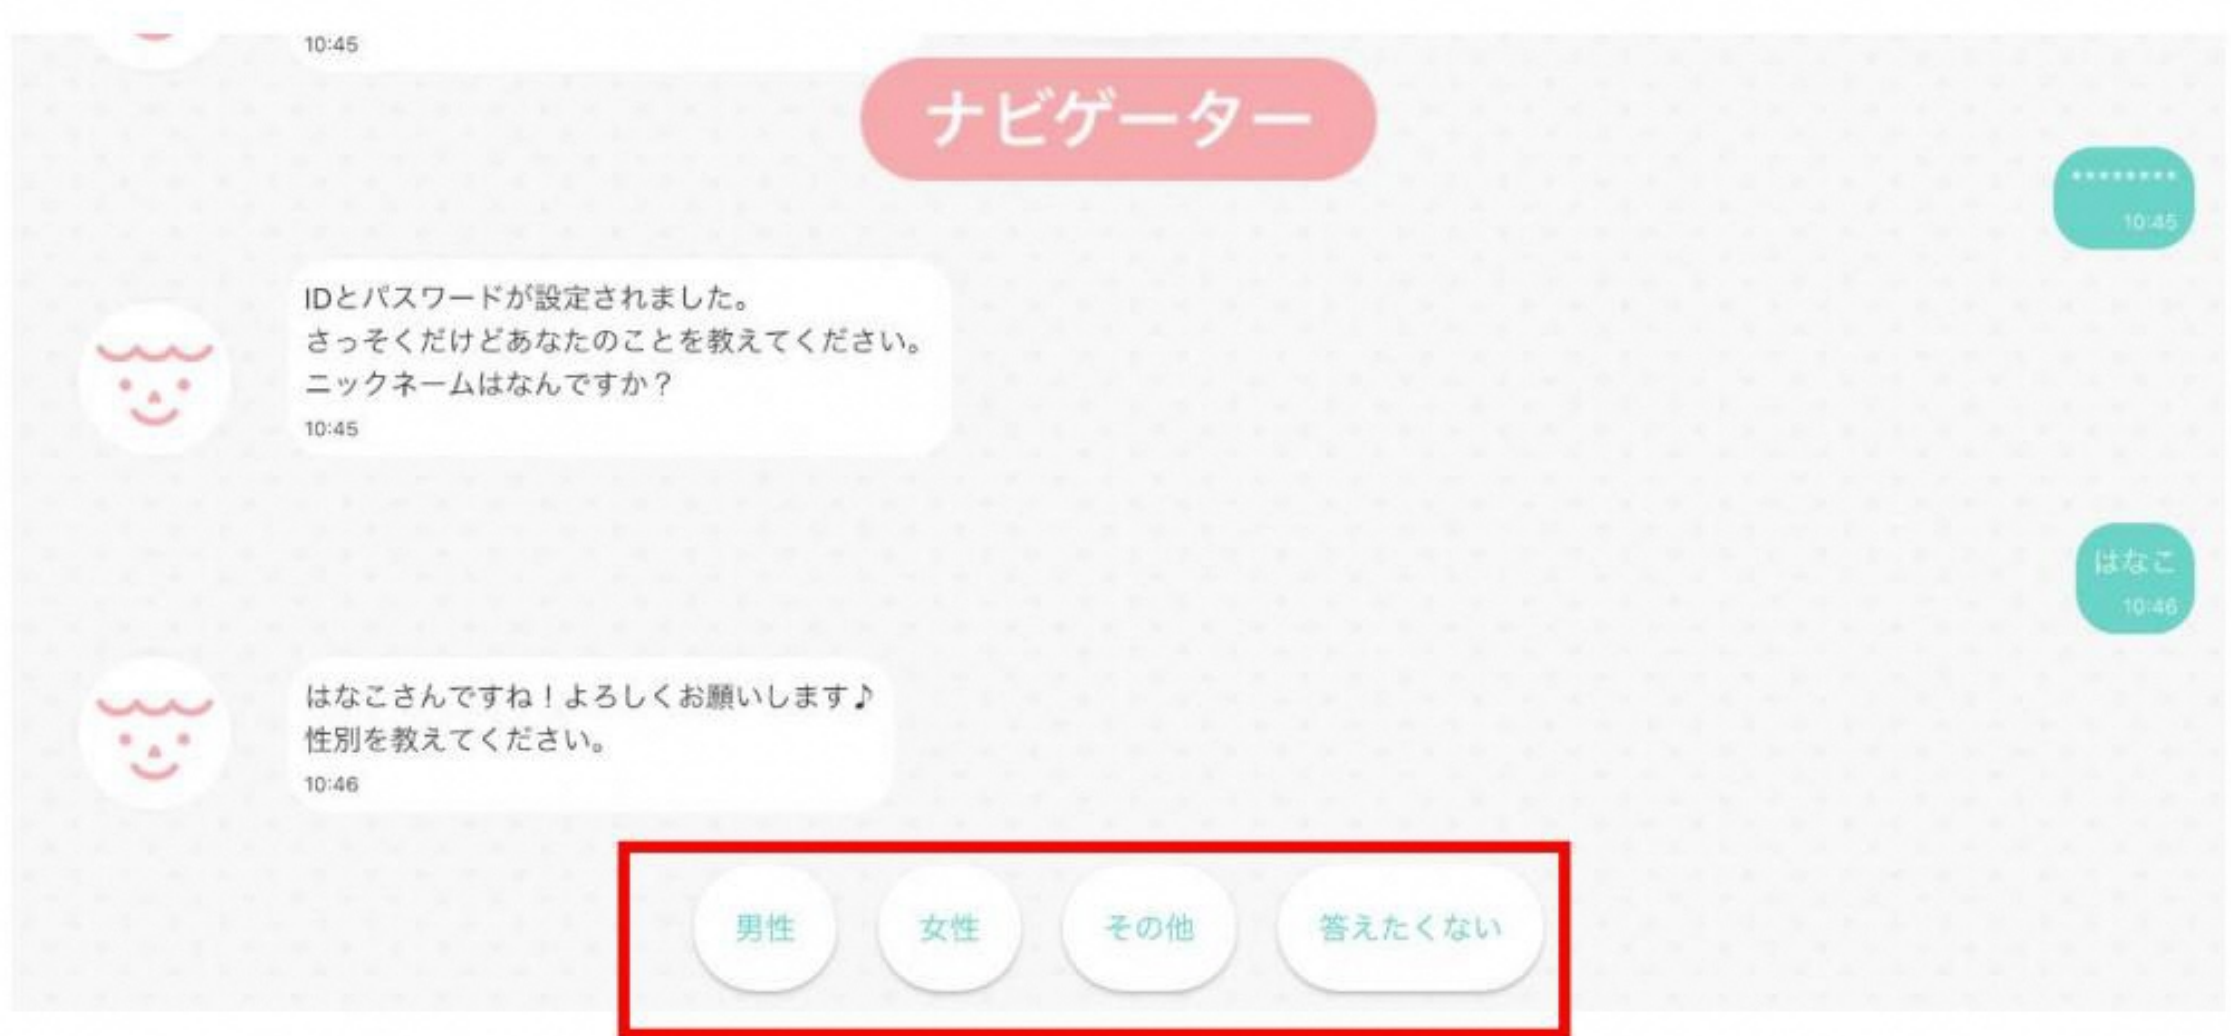 10:45
ナビゲーター
********
10:45
IDとパスワードが設定されました。
さっそくだけどあなたのことを教えてください。
ニックネームはなんですか？
10:45
はなこ
10:46
はなこさんですね！よろしくお願いします♪
性別を教えてください。
10:46
男性 女性 その他 答えたくない